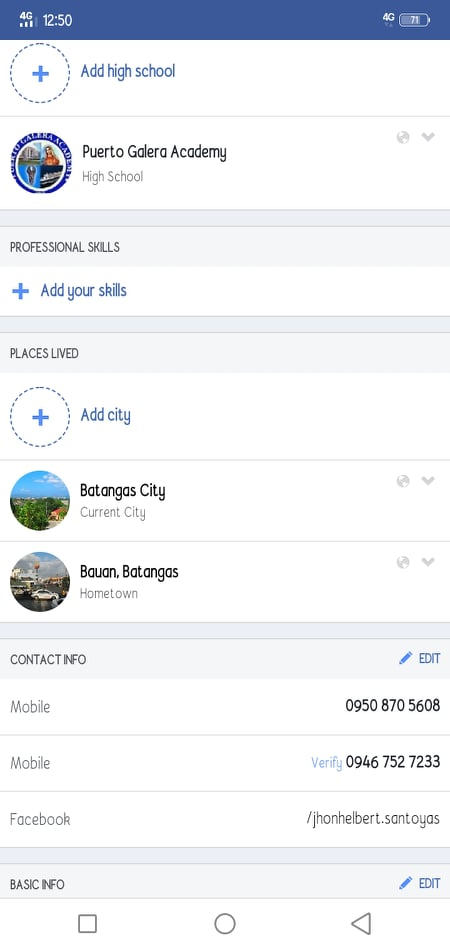 4G 12:50 4G 71
Add high school
Puerto Galera Academy
High School
PROFESSIONAL SKILLS
Add your skills
PLACES LIVED
Add city
Batangas City
Current City
Bauan, Batangas
Hometown
CONTACT INFO EDIT
Mobile 0950 870 5608
Mobile Verify 0946 752 7233
Facebook /jhonhelbert.santoyas
BASIC INFO EDIT